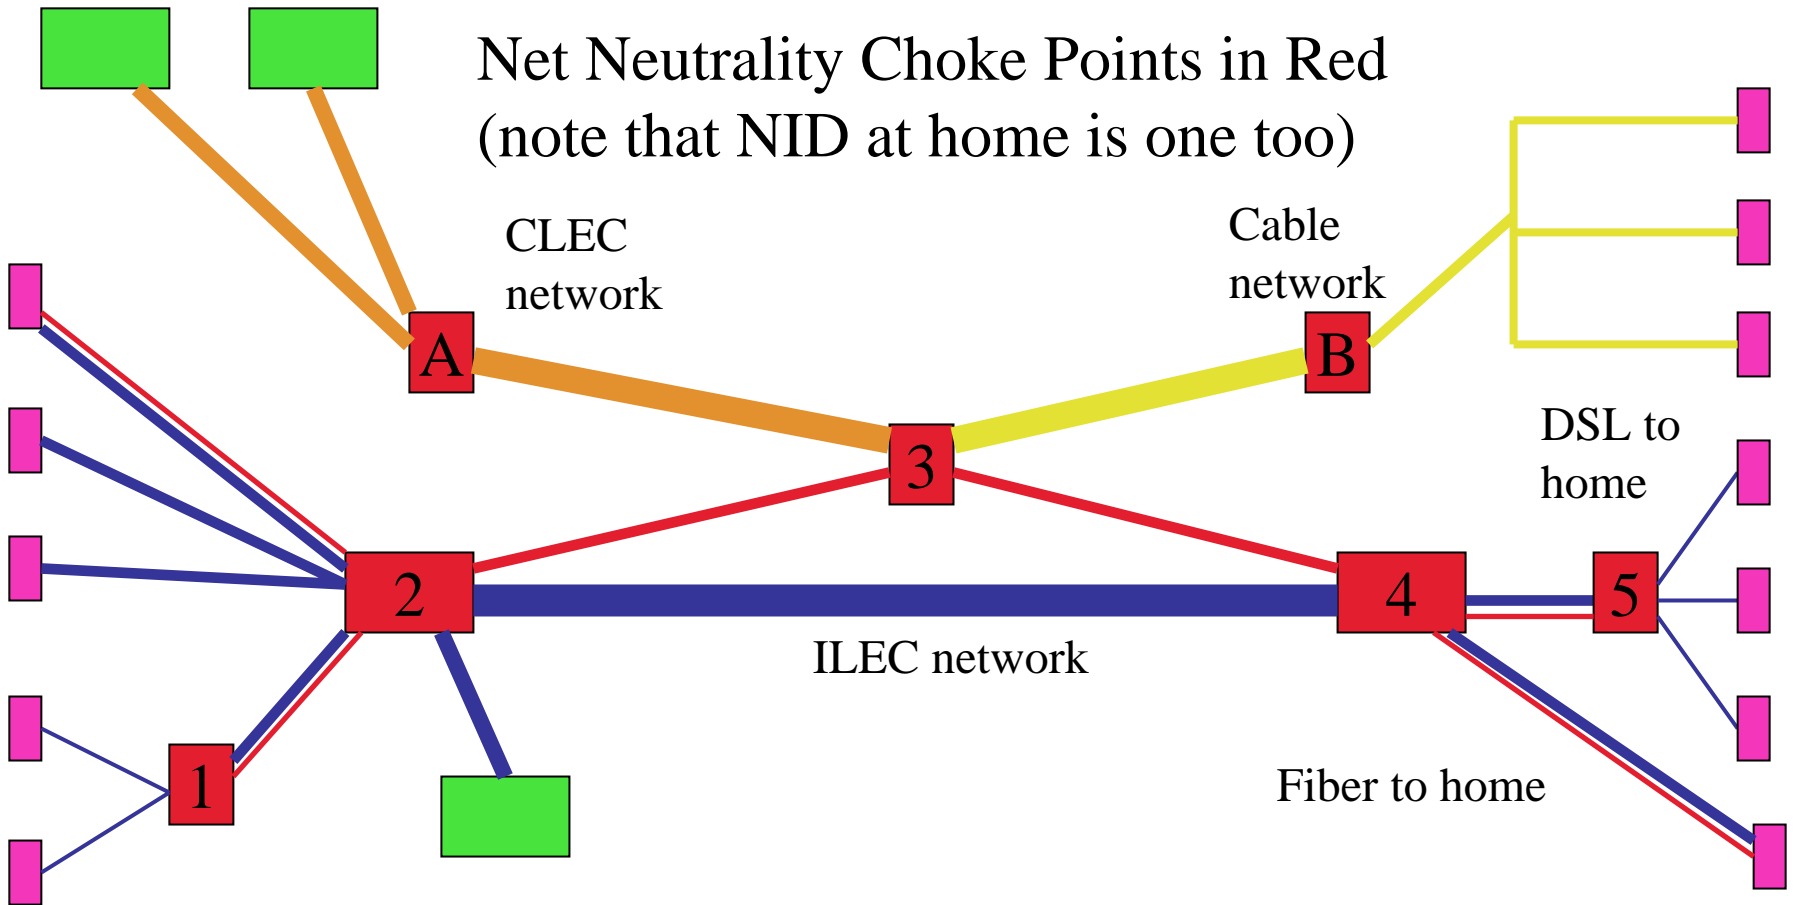 Net Neutrality Choke Points in Red
(note that NID at home is one too)
CLEC
network
Cable
network
A
B
3
DSL to
home
2
4
5
ILEC network
1
Fiber to home